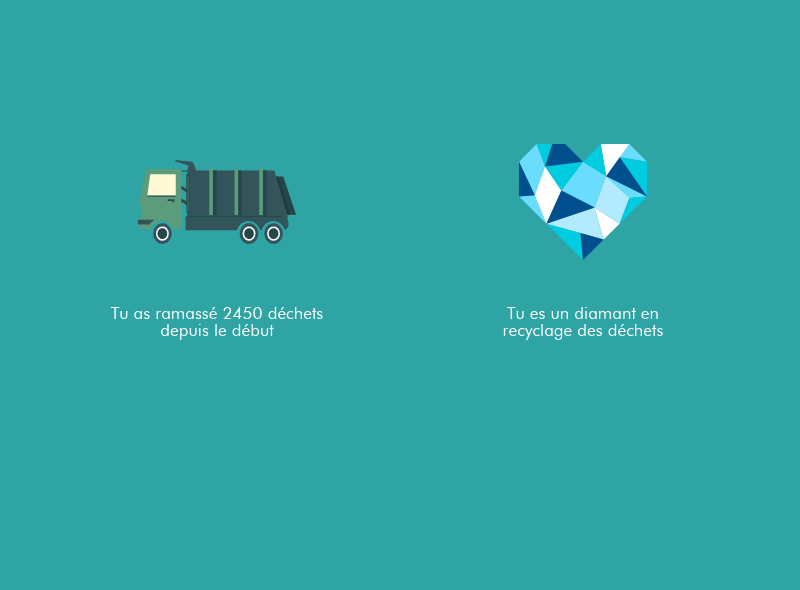 Tu as ramassé 2450 déchets
depuis le début
Tu es un diamant en
recyclage des déchets